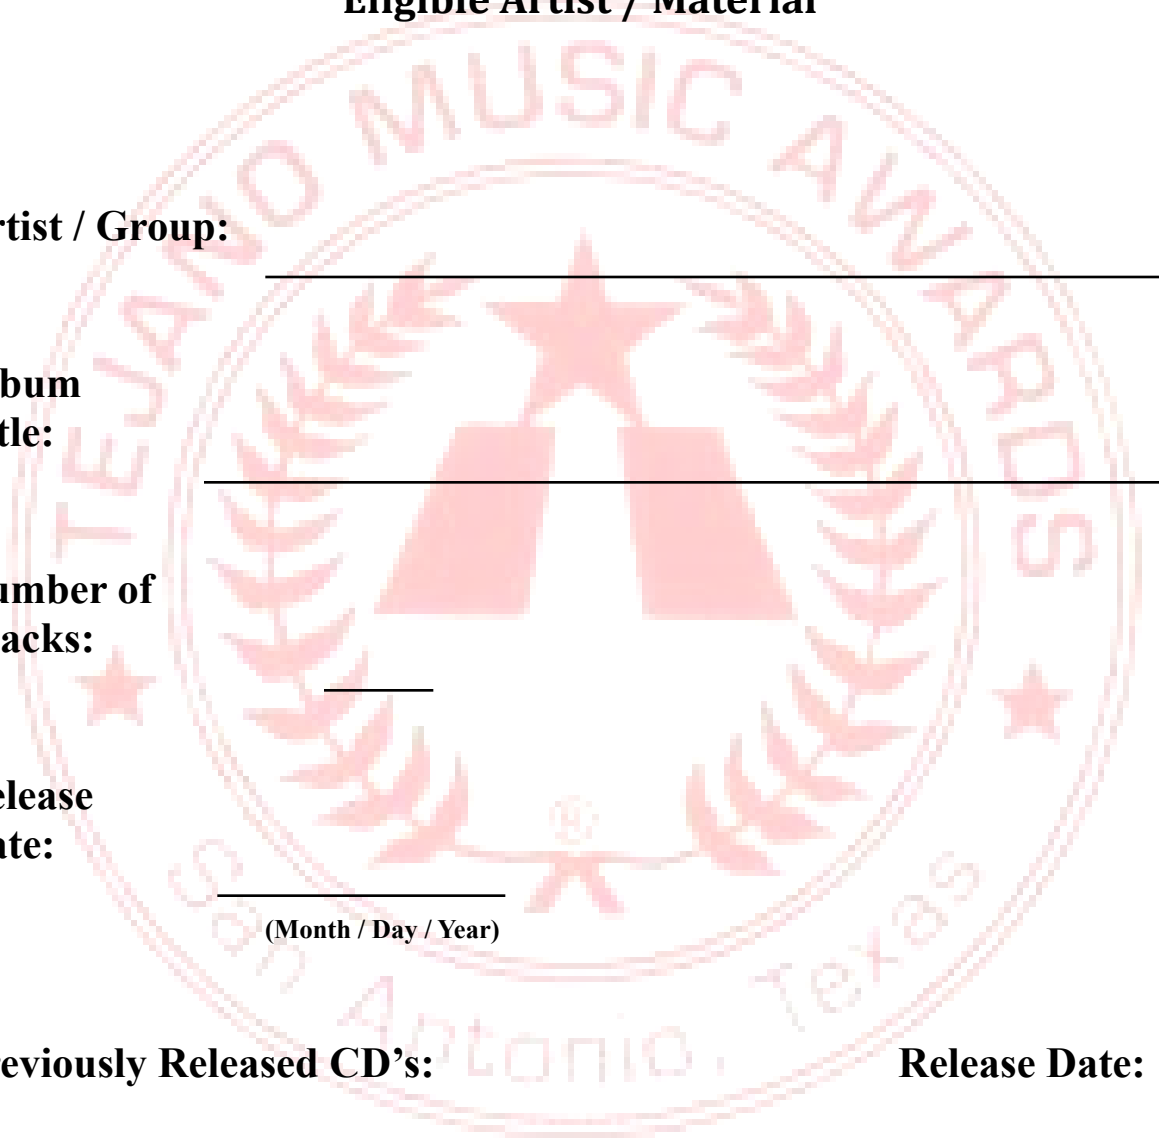 Eligible Artist / Material
TEJANO MUSIC AWARDS
rtist / Group:
bum
tle:
umber of
acks:
elease
ate:
®
(Month / Day / Year)
San Antonio, Texas
eviously Released CD’s: Release Date: